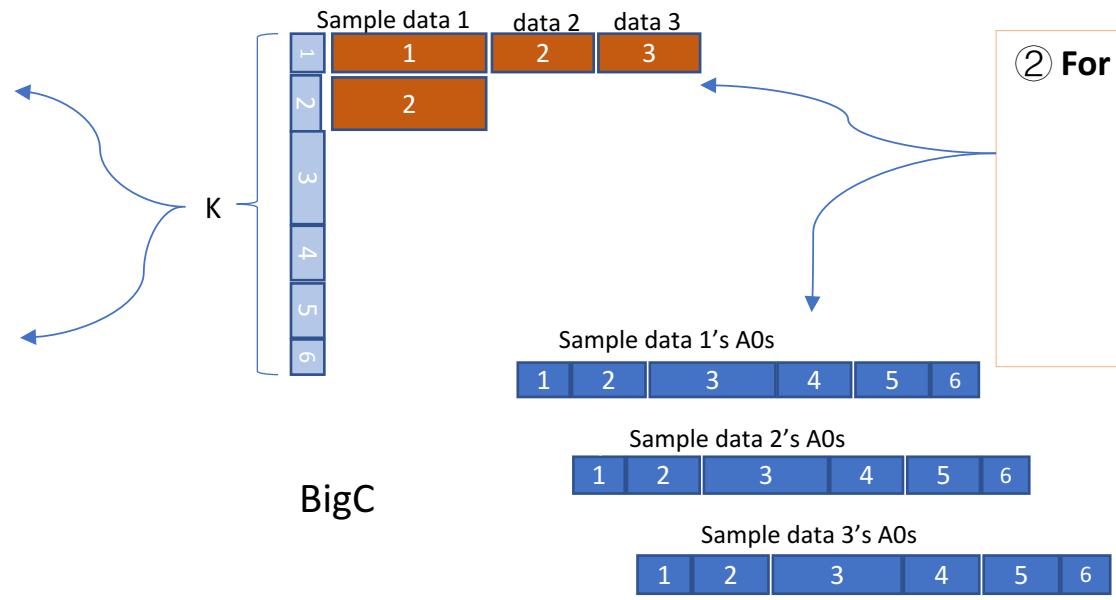 Sample data 1 data 2 data 3
1 1 2 3
② For
2 2
3
K
4
5
6
Sample data 1's A0s
1 2 3 4 5 6
Sample data 2's A0s
1 2 3 4 5 6
BigC
Sample data 3's A0s
1 2 3 4 5 6